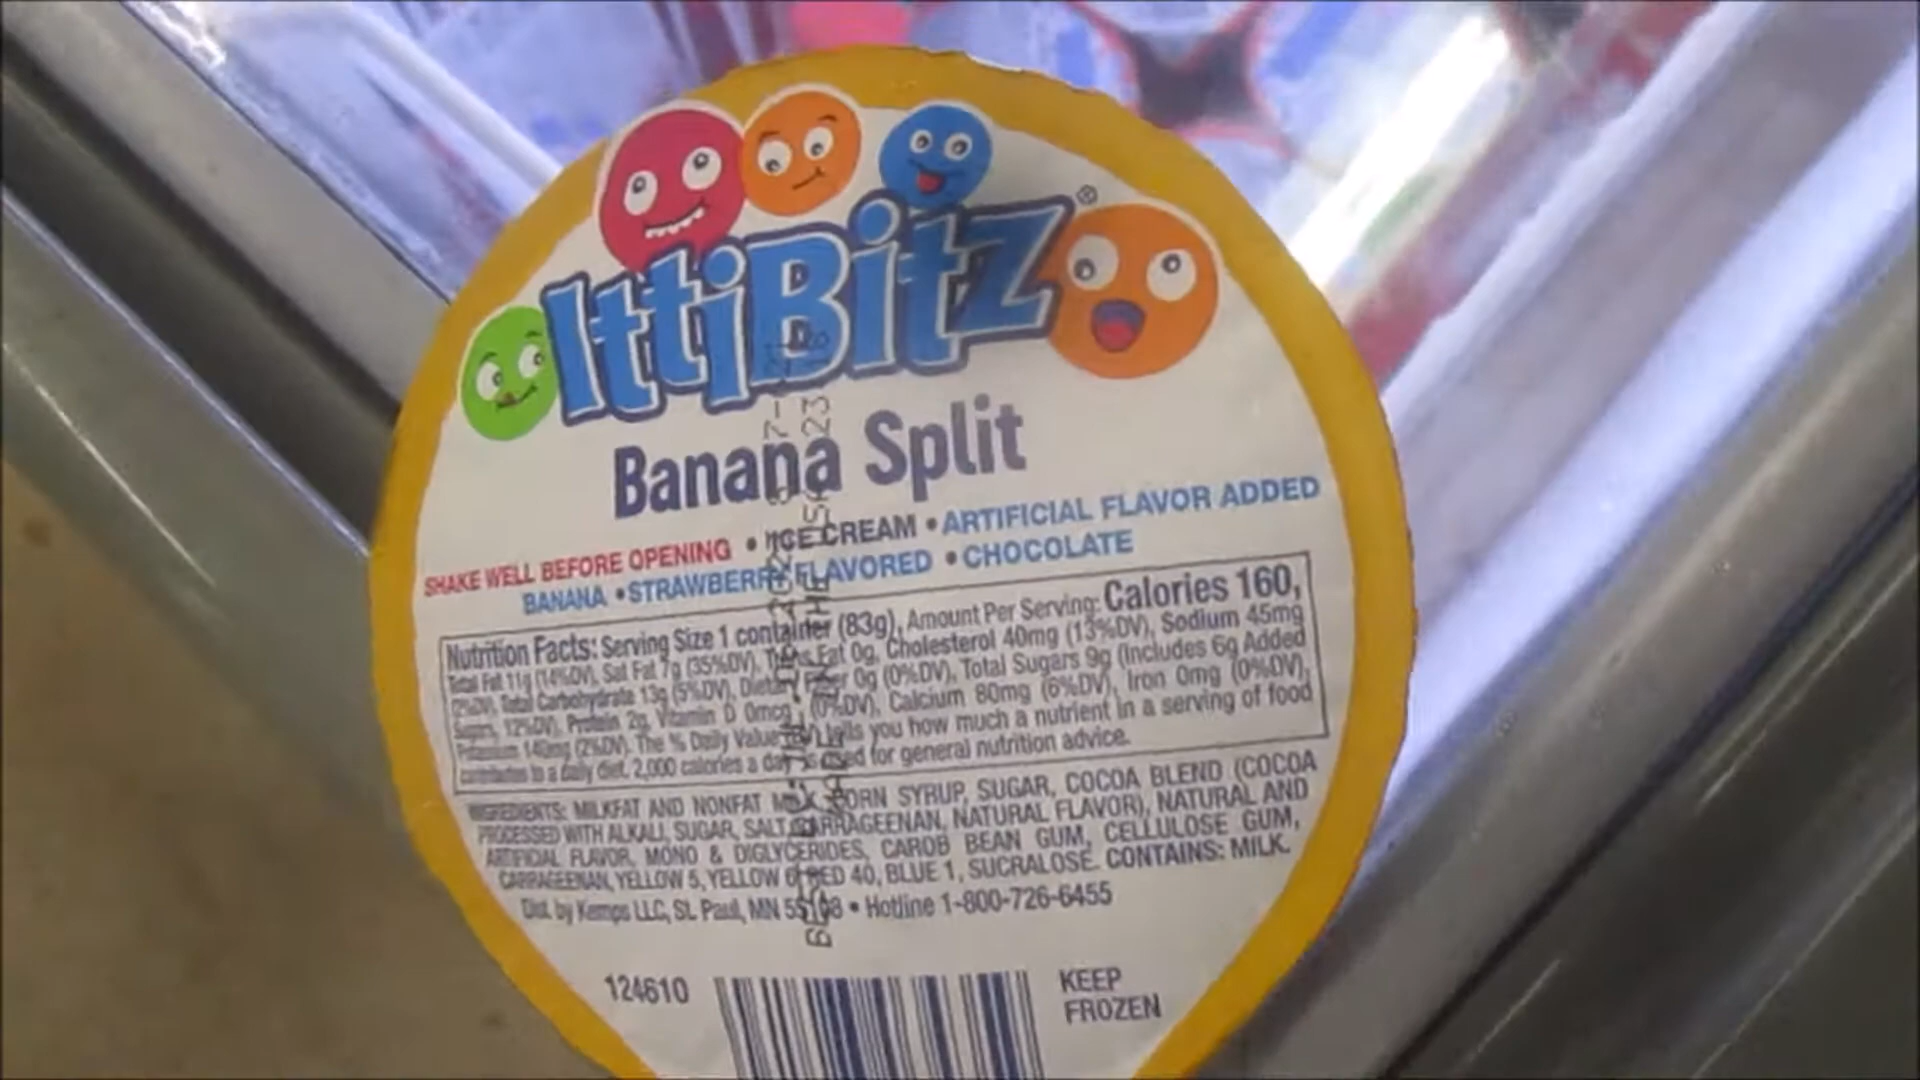 IttiBitz®
Banana Split
SHAKE WELL BEFORE OPENING • ICE CREAM • ARTIFICIAL FLAVOR ADDED
BANANA • STRAWBERRY FLAVORED • CHOCOLATE
Nutrition Facts: Serving Size 1 container (83g), Amount Per Serving: Calories 160,
Total Fat 11g (14%DV), Sat Fat 7g (35%DV), Trans Fat 0g, Cholesterol 40mg (13%DV), Sodium 45mg
(2%DV), Total Carbohydrate 13g (5%DV), Dietary Fiber 0g (0%DV), Total Sugars 9g (Includes 6g Added
Sugars, 12%DV), Protein 2g, Vitamin D 0mcg (0%DV), Calcium 80mg (6%DV), Iron 0mg (0%DV),
Potassium 140mg (2%DV). The % Daily Value tells you how much a nutrient in a serving of food
contributes to a daily diet. 2,000 calories a day is used for general nutrition advice.
INGREDIENTS: MILKFAT AND NONFAT MILK, CORN SYRUP, SUGAR, COCOA BLEND (COCOA
PROCESSED WITH ALKALI, SUGAR, SALT, CARRAGEENAN, NATURAL FLAVOR), NATURAL AND
ARTIFICIAL FLAVOR, MONO & DIGLYCERIDES, CAROB BEAN GUM, CELLULOSE GUM,
CARRAGEENAN, YELLOW 5, YELLOW 6, RED 40, BLUE 1, SUCRALOSE. CONTAINS: MILK.
Dist. by Kemps LLC, St. Paul, MN 55108 • Hotline 1-800-726-6455
124610
KEEP
FROZEN